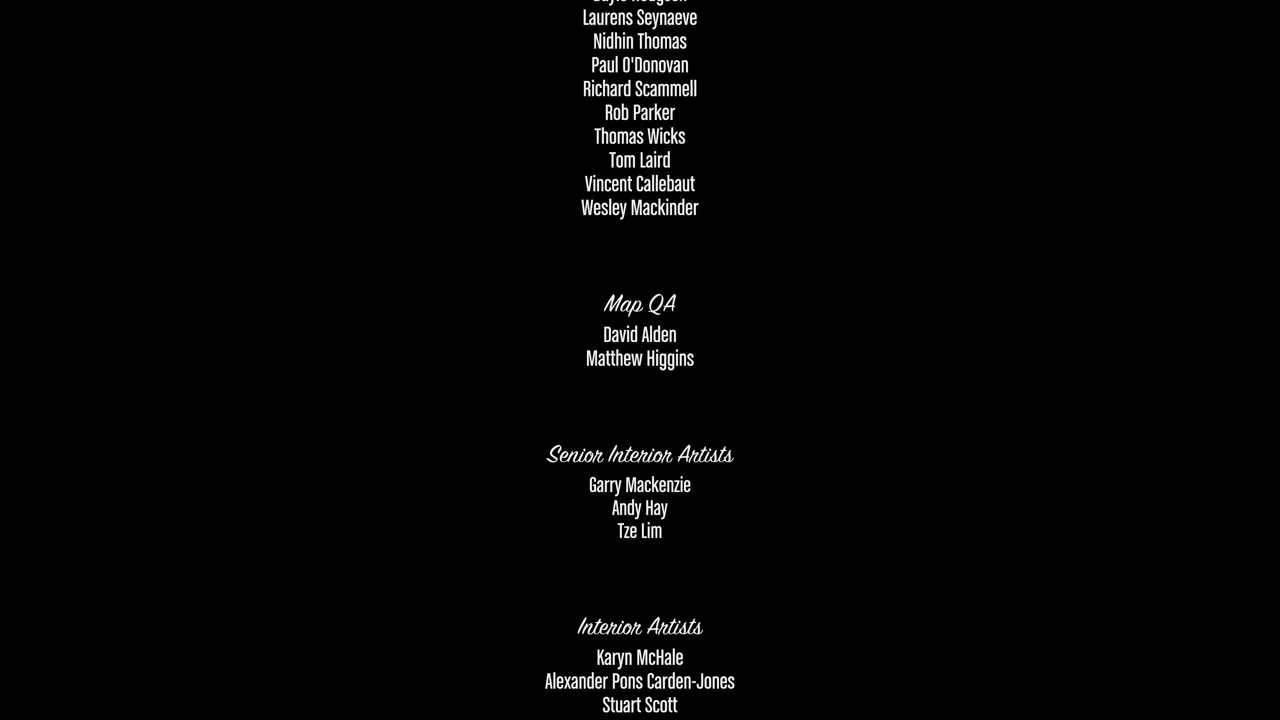 Laurens Seynaeve
Nidhin Thomas
Paul O'Donovan
Richard Scammell
Rob Parker
Thomas Wicks
Tom Laird
Vincent Callebaut
Wesley Mackinder
Map QA
David Alden
Matthew Higgins
Senior Interior Artists
Garry Mackenzie
Andy Hay
Tze Lim
Interior Artists
Karyn McHale
Alexander Pons Carden-Jones
Stuart Scott